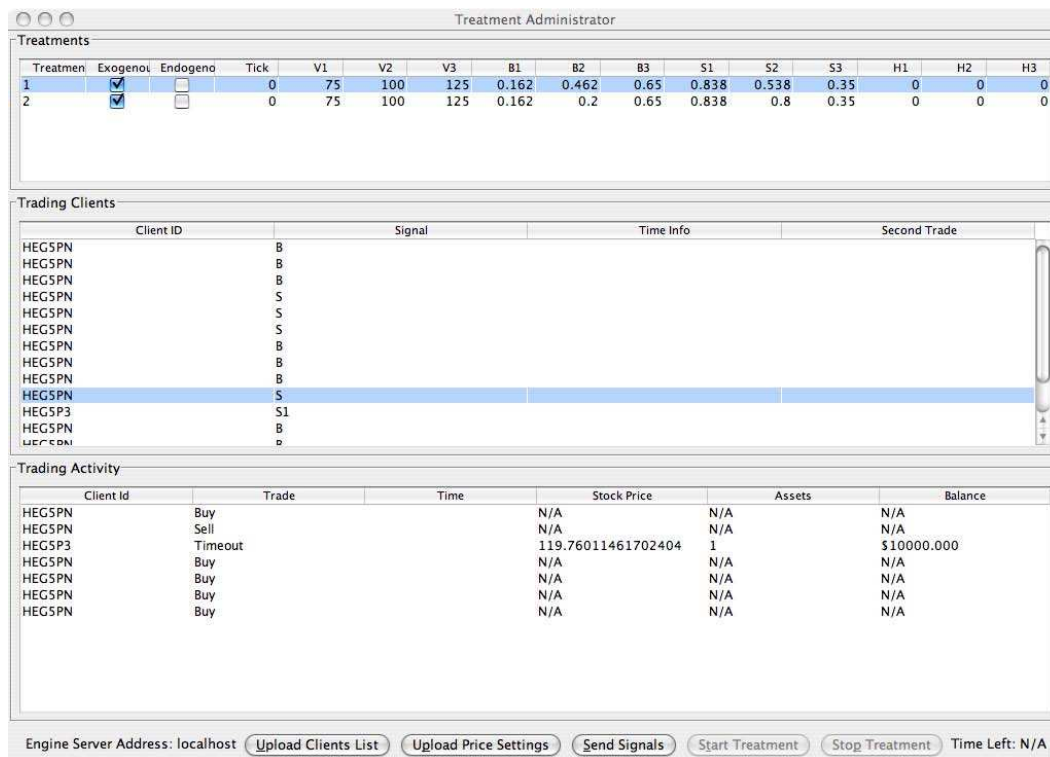 Treatment Administrator
Treatments
Treatmen Exogenou Endogeno Tick V1 V2 V3 B1 B2 B3 S1 S2 S3 H1 H2 H3
1 0 75 100 125 0.162 0.462 0.65 0.838 0.538 0.35 0 0 0
2 0 75 100 125 0.162 0.2 0.65 0.838 0.8 0.35 0 0 0
Trading Clients
Client ID Signal Time Info Second Trade
HEG5PN B
HEG5PN B
HEG5PN B
HEG5PN S
HEG5PN S
HEG5PN S
HEG5PN B
HEG5PN B
HEG5PN B
HEG5PN S
HEG5P3 S1
HEG5PN B
HEG5PN B
Trading Activity
Client Id Trade Time Stock Price Assets Balance
HEG5PN Buy N/A N/A N/A
HEG5PN Sell N/A N/A N/A
HEG5P3 Timeout 119.76011461702404 1 $10000.000
HEG5PN Buy N/A N/A N/A
HEG5PN Buy N/A N/A N/A
HEG5PN Buy N/A N/A N/A
HEG5PN Buy N/A N/A N/A
Engine Server Address: localhost Upload Clients List Upload Price Settings Send Signals Start Treatment Stop Treatment Time Left: N/A